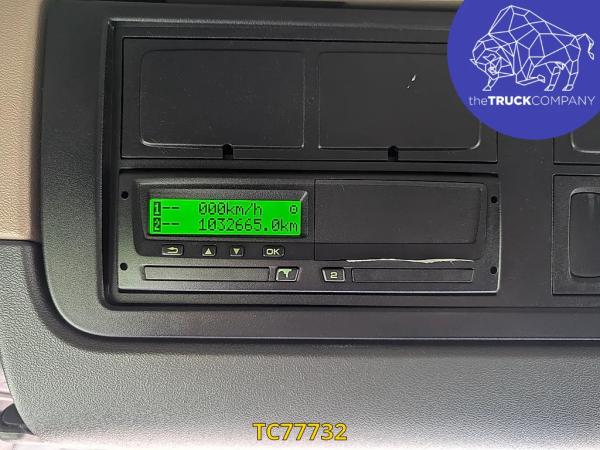 theTRUCKCOMPANY
1-- 000km/h
2-- 1032665.0km
OK
2
TC77732